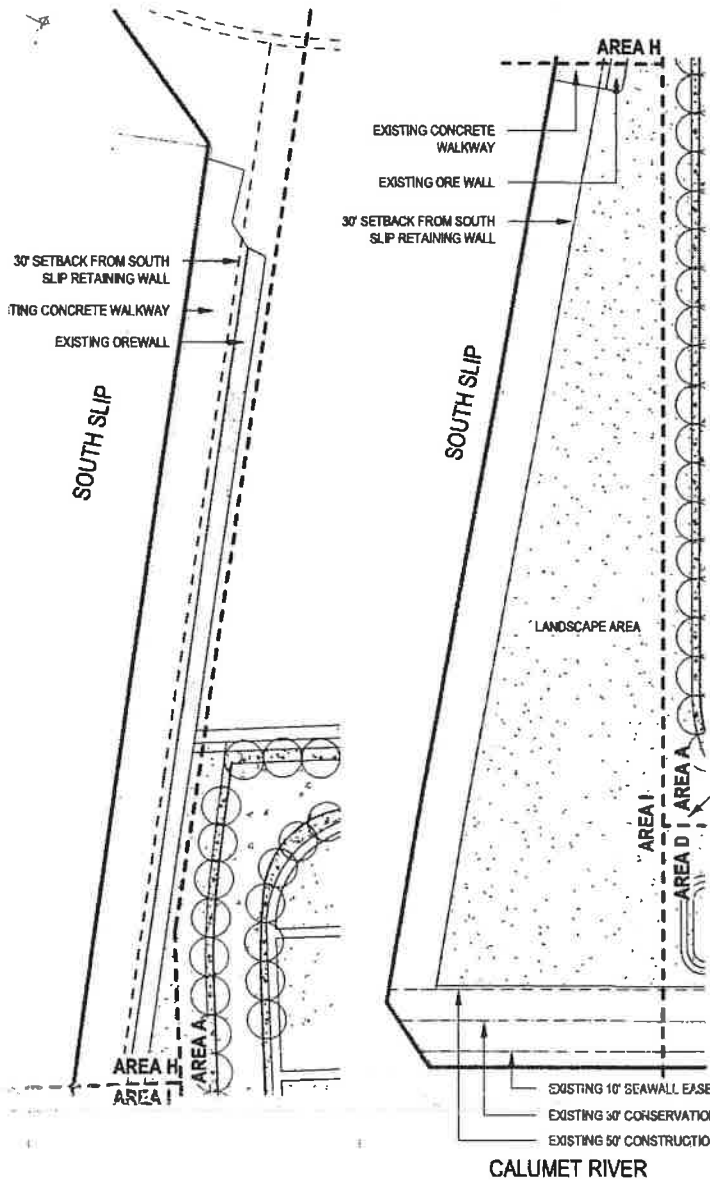 30' SETBACK FROM SOUTH
SLIP RETAINING WALL
TING CONCRETE WALKWAY
EXISTING OREWALL
SOUTH SLIP
AREA A
AREA H
AREA I
AREA H
EXISTING CONCRETE
WALKWAY
EXISTING ORE WALL
30' SETBACK FROM SOUTH
SLIP RETAINING WALL
SOUTH SLIP
LANDSCAPE AREA
AREA I
AREA A
AREA D
EXISTING 10' SEAWALL EASE
EXISTING 30' CONSERVATIO
EXISTING 50' CONSTRUCTIO
CALUMET RIVER